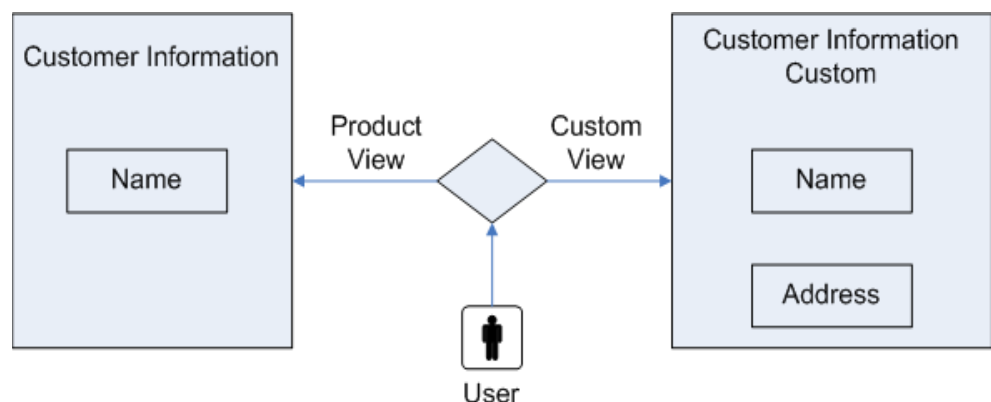 Customer Information
Name
Product
View
Custom
View
Customer Information
Custom
Name
Address
User